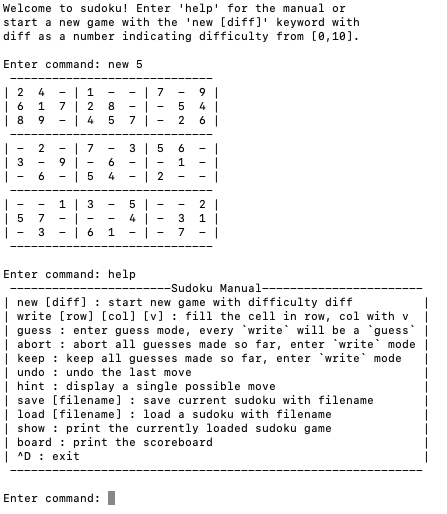 Welcome to sudoku! Enter 'help' for the manual or
start a new game with the 'new [diff]' keyword with
diff as a number indicating difficulty from [0,10].
Enter command: new 5
—————————————————————————————
| 2 4 – | 1 – – | 7 – 9 |
| 6 1 7 | 2 8 – | – 5 4 |
| 8 9 – | 4 5 7 | – 2 6 |
—————————————————————————————
| – 2 – | 7 – 3 | 5 6 – |
| 3 – 9 | – 6 – | – 1 – |
| – 6 – | 5 4 – | 2 – – |
—————————————————————————————
| – – 1 | 3 – 5 | – – 2 |
| 5 7 – | – – 4 | – 3 1 |
| – 3 – | 6 1 – | – 7 – |
—————————————————————————————
Enter command: help
———————————————————————Sudoku Manual———————————————————————
| new [diff] : start new game with difficulty diff |
| write [row] [col] [v] : fill the cell in row, col with v |
| guess : enter guess mode, every `write` will be a `guess` |
| abort : abort all guesses made so far, enter `write` mode |
| keep : keep all guesses made so far, enter `write` mode |
| undo : undo the last move |
| hint : display a single possible move |
| save [filename] : save current sudoku with filename |
| load [filename] : load a sudoku with filename |
| show : print the currently loaded sudoku game |
| board : print the scoreboard |
| ^D : exit |
———————————————————————————————————————————————————————————
Enter command: